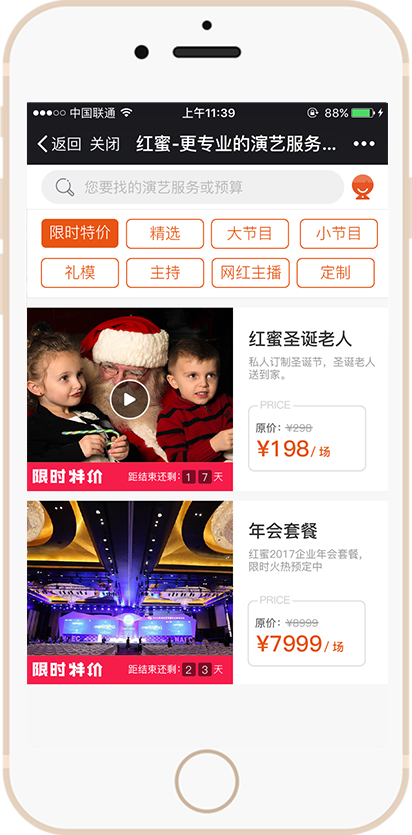 中国联通 上午11:39 88%
返回 关闭 红蜜-更专业的演艺服务...
您要找的演艺服务或预算
限时特价 精选 大节目 小节目
礼模 主持 网红主播 定制
红蜜圣诞老人
私人订制圣诞节，圣诞老人
送到家。
PRICE
原价：¥298
¥198/ 场
限时特价 距结束还剩：17天
年会套餐
红蜜2017企业年会套餐，
限时火热预定中
PRICE
原价：¥8999
¥7999/ 场
限时特价 距结束还剩：23天